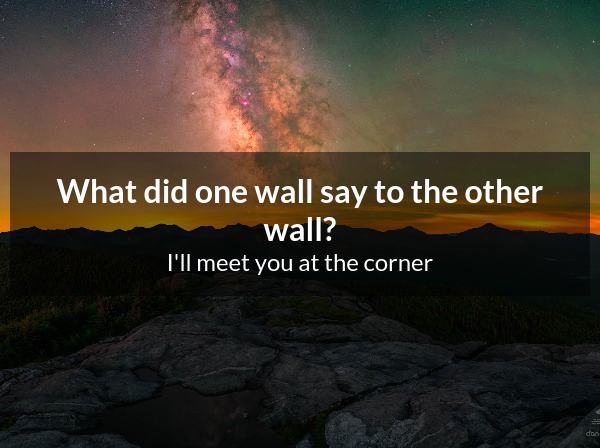 What did one wall say to the other
wall?
I'll meet you at the corner